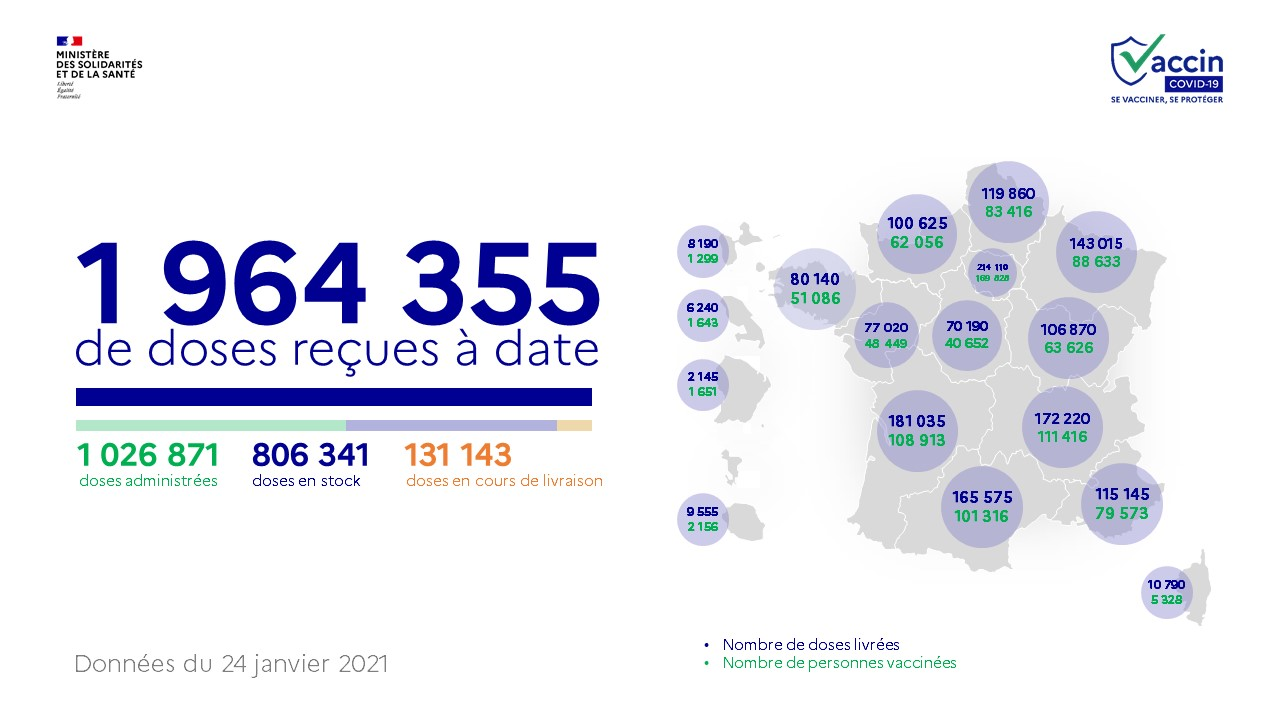 MINISTÈRE
DES SOLIDARITÉS
ET DE LA SANTÉ
Liberté
Égalité
Fraternité
Vaccin
COVID-19
SE VACCINER, SE PROTÉGER
1 964 355
de doses reçues à date
1 026 871
doses administrées
806 341
doses en stock
131 143
doses en cours de livraison
Données du 24 janvier 2021
119 860
83 416
100 625
62 056
143 015
88 633
8 190
1 299
214 110
169 828
80 140
51 086
6 240
1 643
77 020
48 449
70 190
40 652
106 870
63 626
2 145
1 651
181 035
108 913
172 220
111 416
165 575
101 316
115 145
79 573
9 555
2 156
10 790
5 328
• Nombre de doses livrées
• Nombre de personnes vaccinées